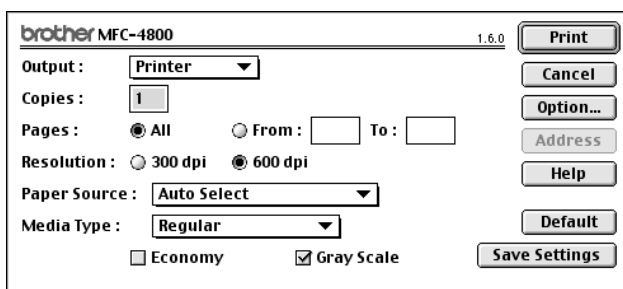 brother MFC-4800 1.6.0 Print
Output : Printer Cancel
Copies : 1 Option...
Pages : All From : To : Address
Resolution : 300 dpi 600 dpi Help
Paper Source : Auto Select
Media Type : Regular Default
Economy Gray Scale Save Settings